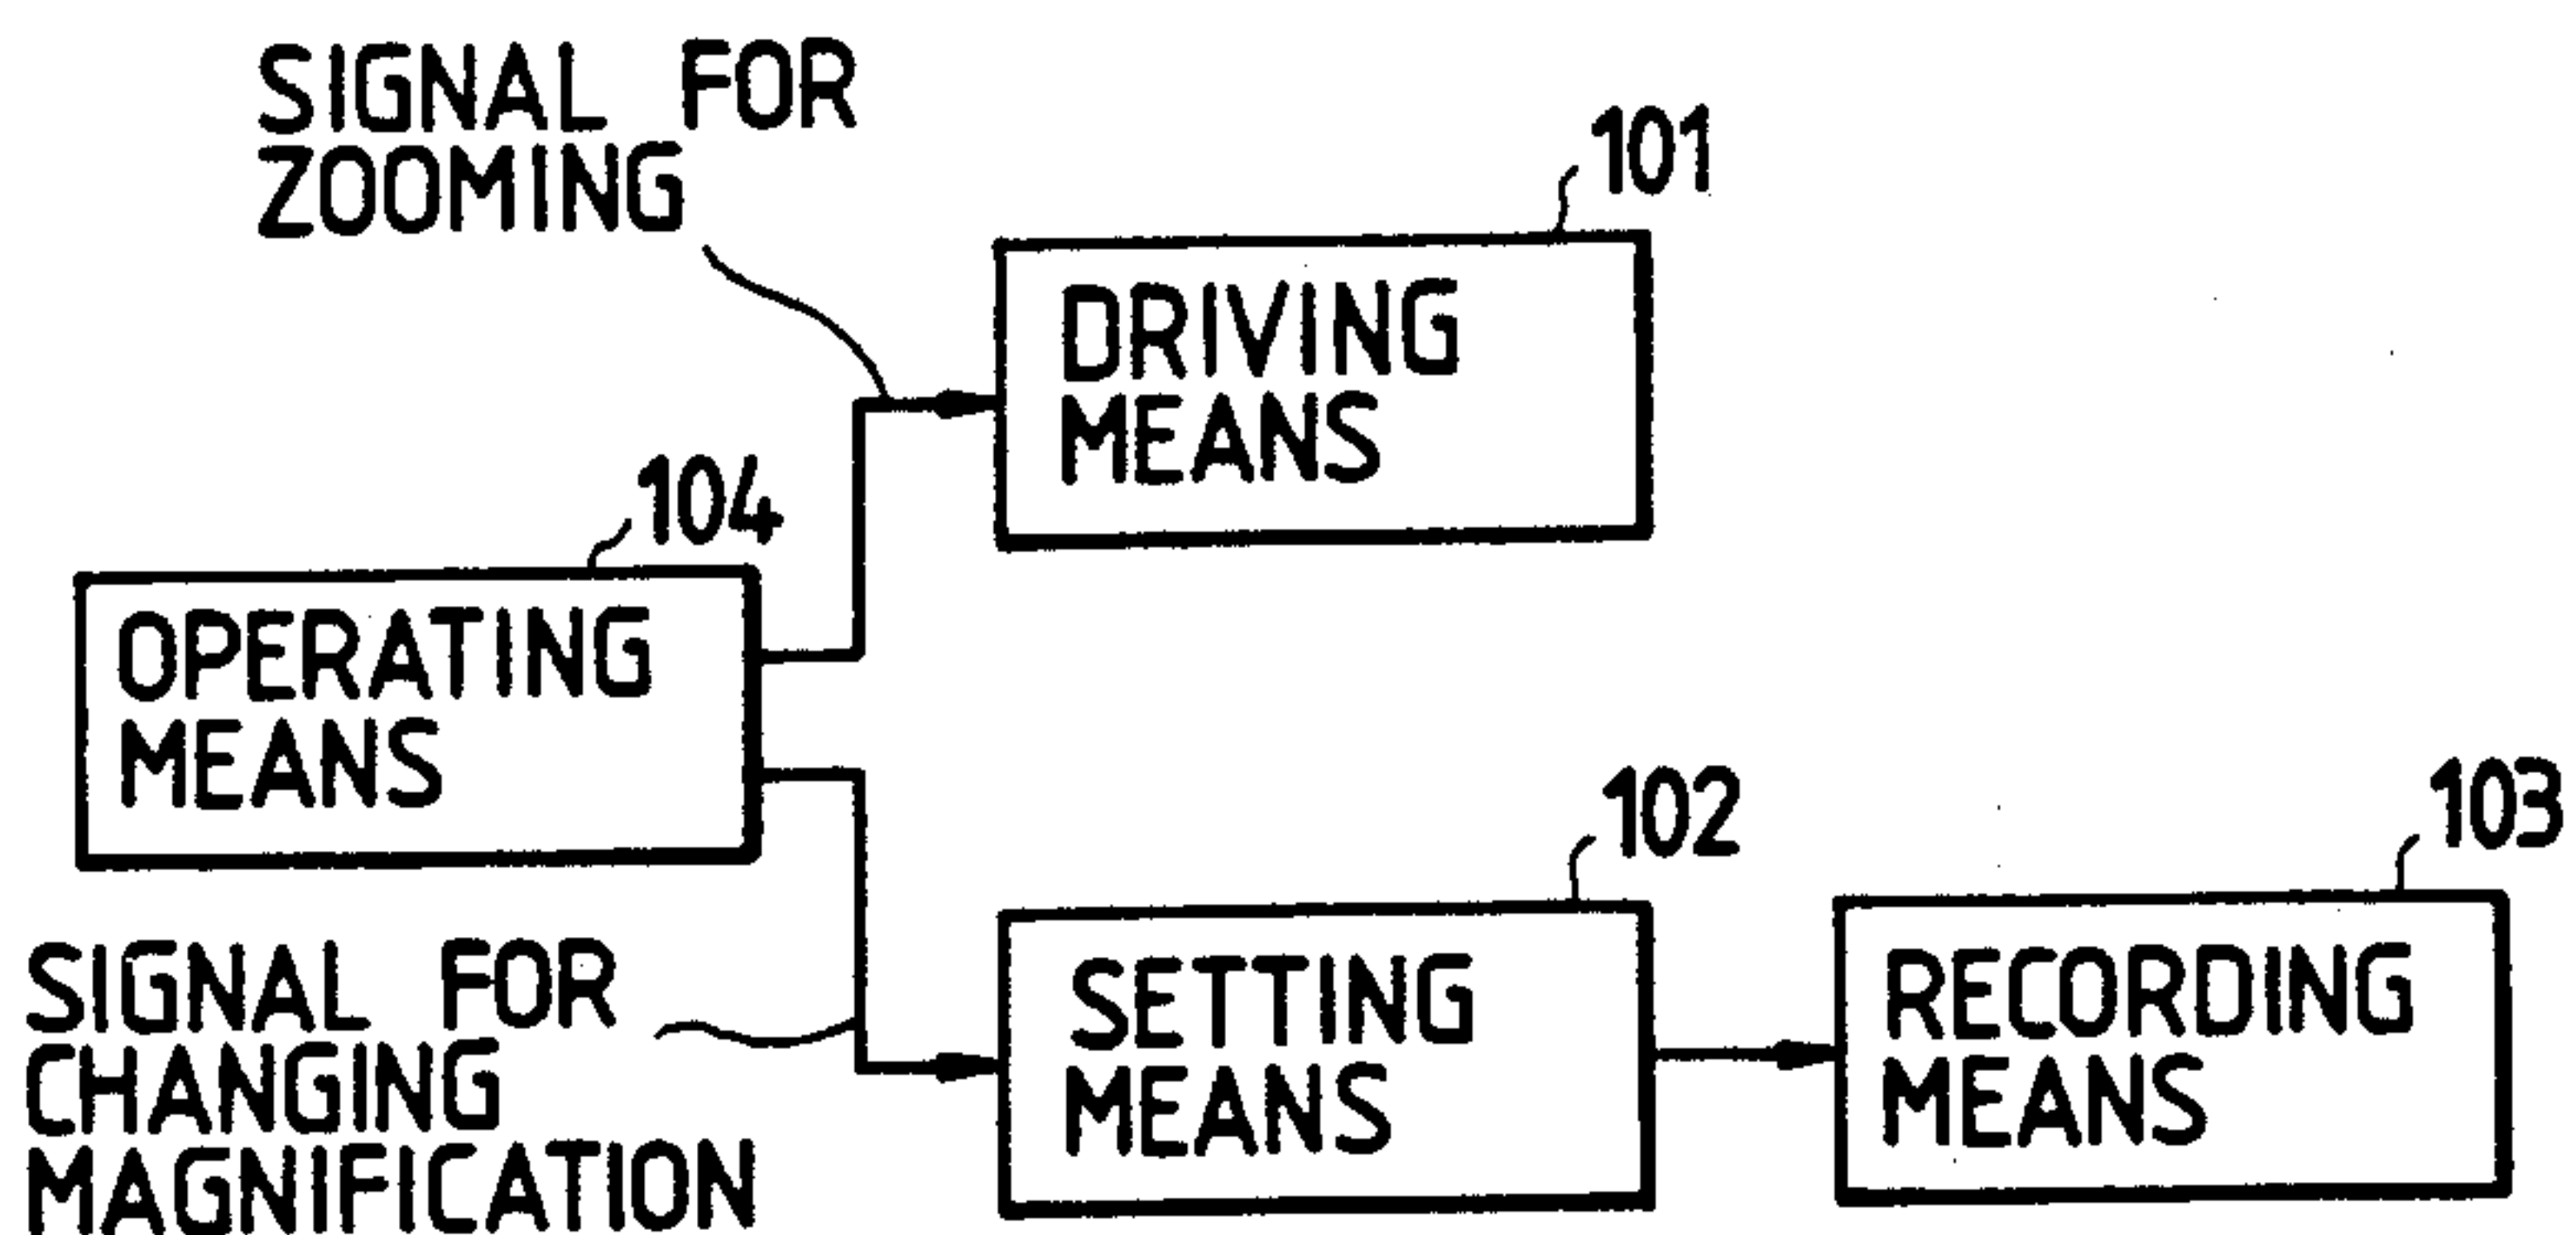 SIGNAL FOR
ZOOMING
101
DRIVING
MEANS
104
OPERATING
MEANS
SIGNAL FOR
CHANGING
MAGNIFICATION
102
SETTING
MEANS
103
RECORDING
MEANS